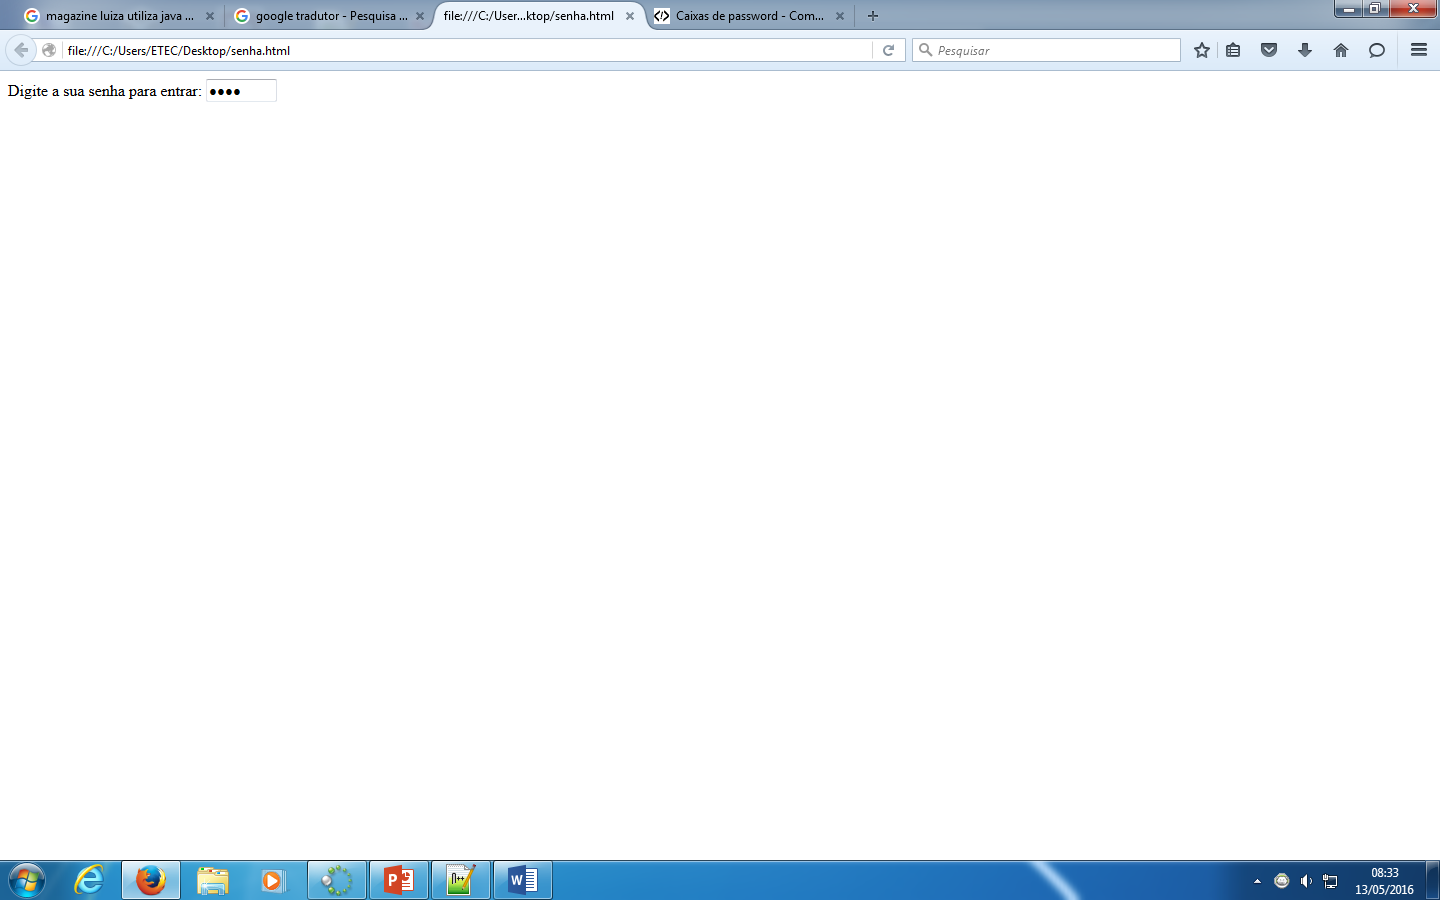 magazine luiza utiliza java ...
google tradutor - Pesquisa ...
file:///C:/User...ktop/senha.html
Caixas de password - Com...
file:///C:/Users/ETEC/Desktop/senha.html
Pesquisar
Digite a sua senha para entrar: ●●●●
08:33
13/05/2016